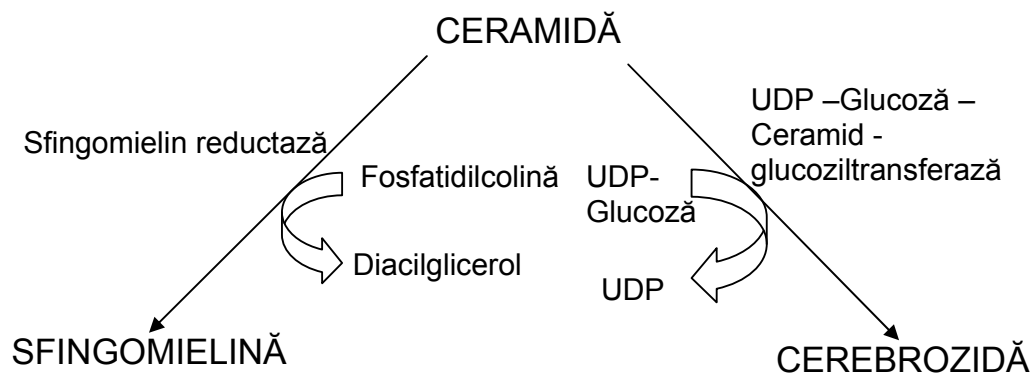 CERAMIDĂ
Sfingomielin reductază
Fosfatidilcolină
Diacilglicerol
UDP-
Glucoză
UDP
UDP –Glucoză –
Ceramid -
glucoziltransferază
SFINGOMIELINĂ
CEREBROZIDĂ